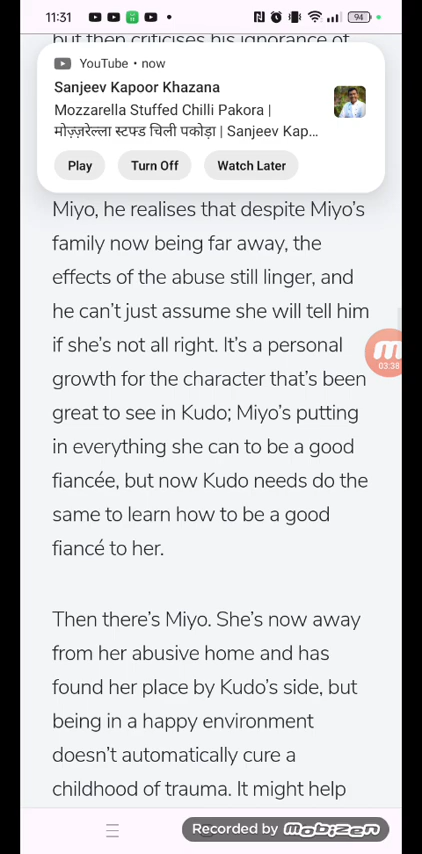 11:31
94
but then criticises his ignorance of
YouTube • now
Sanjeev Kapoor Khazana
Mozzarella Stuffed Chilli Pakora |
मोज़्ज़रेल्ला स्टफ्ड चिली पकोड़ा | Sanjeev Kap...
Play
Turn Off
Watch Later
Miyo, he realises that despite Miyo’s
family now being far away, the
effects of the abuse still linger, and
he can’t just assume she will tell him
if she’s not all right. It’s a personal
growth for the character that’s been
great to see in Kudo; Miyo’s putting
in everything she can to be a good
fiancée, but now Kudo needs do the
same to learn how to be a good
fiancé to her.
03:38
Then there’s Miyo. She’s now away
from her abusive home and has
found her place by Kudo’s side, but
being in a happy environment
doesn’t automatically cure a
childhood of trauma. It might help
Recorded by MOBIZEN